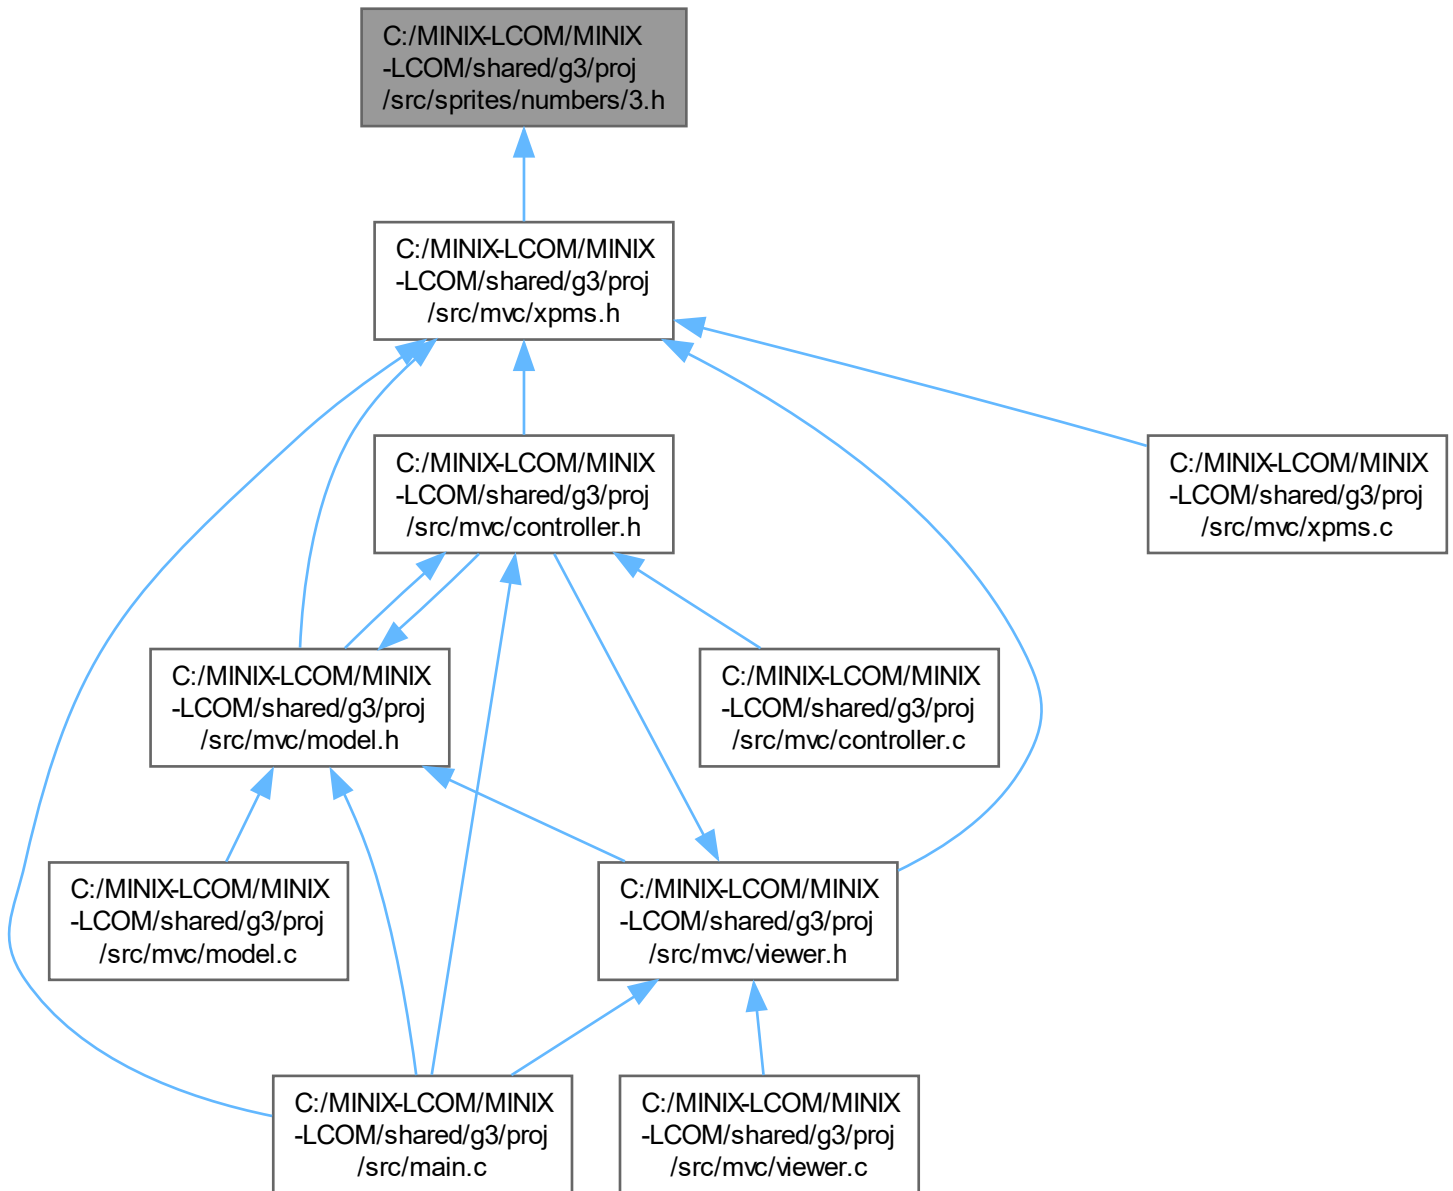 C:/MINIX-LCOM/MINIX
-LCOM/shared/g3/proj
/src/sprites/numbers/3.h
C:/MINIX-LCOM/MINIX
-LCOM/shared/g3/proj
/src/mvc/xpms.h
C:/MINIX-LCOM/MINIX
-LCOM/shared/g3/proj
/src/mvc/controller.h
C:/MINIX-LCOM/MINIX
-LCOM/shared/g3/proj
/src/mvc/xpms.c
C:/MINIX-LCOM/MINIX
-LCOM/shared/g3/proj
/src/mvc/model.h
C:/MINIX-LCOM/MINIX
-LCOM/shared/g3/proj
/src/mvc/controller.c
C:/MINIX-LCOM/MINIX
-LCOM/shared/g3/proj
/src/mvc/model.c
C:/MINIX-LCOM/MINIX
-LCOM/shared/g3/proj
/src/mvc/viewer.h
C:/MINIX-LCOM/MINIX
-LCOM/shared/g3/proj
/src/main.c
C:/MINIX-LCOM/MINIX
-LCOM/shared/g3/proj
/src/mvc/viewer.c